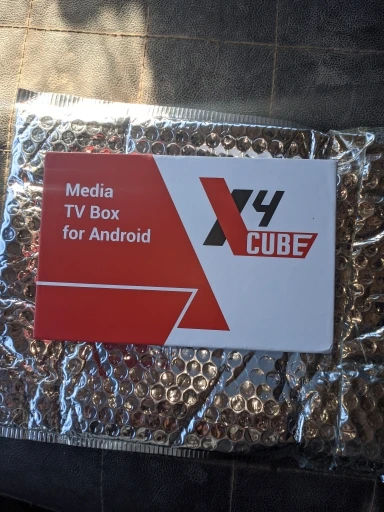 Media
TV Box
for Android
X4
CUBE